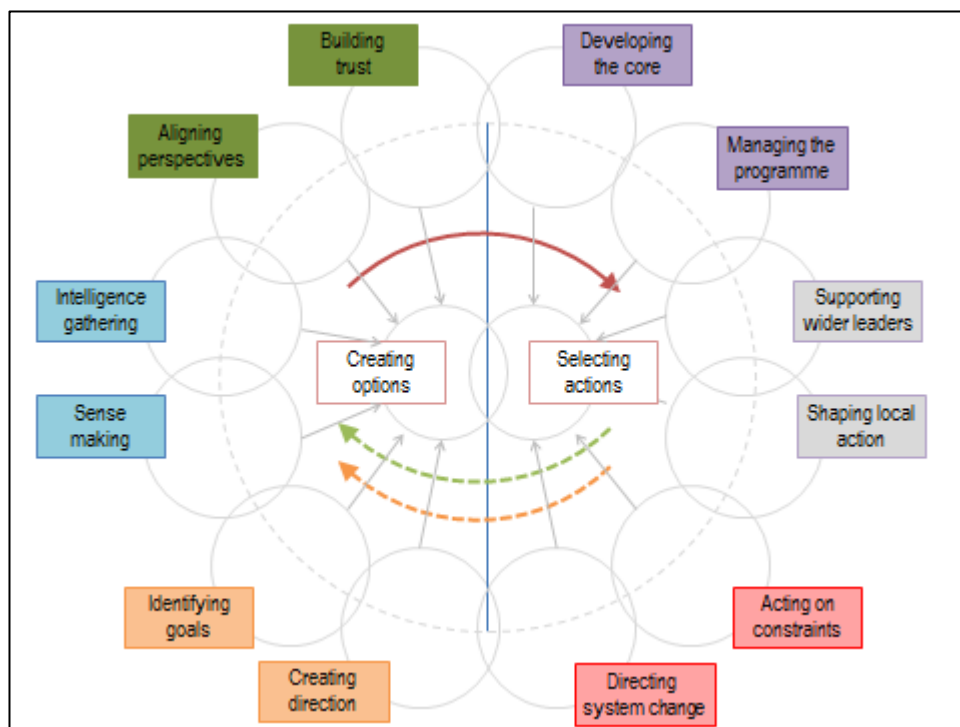 Building
trust
Developing
the core
Aligning
perspectives
Managing the
programme
Intelligence
gathering
Supporting
wider leaders
Creating
options
Selecting
actions
Sense
making
Shaping local
action
Identifying
goals
Acting on
constraints
Creating
direction
Directing
system change